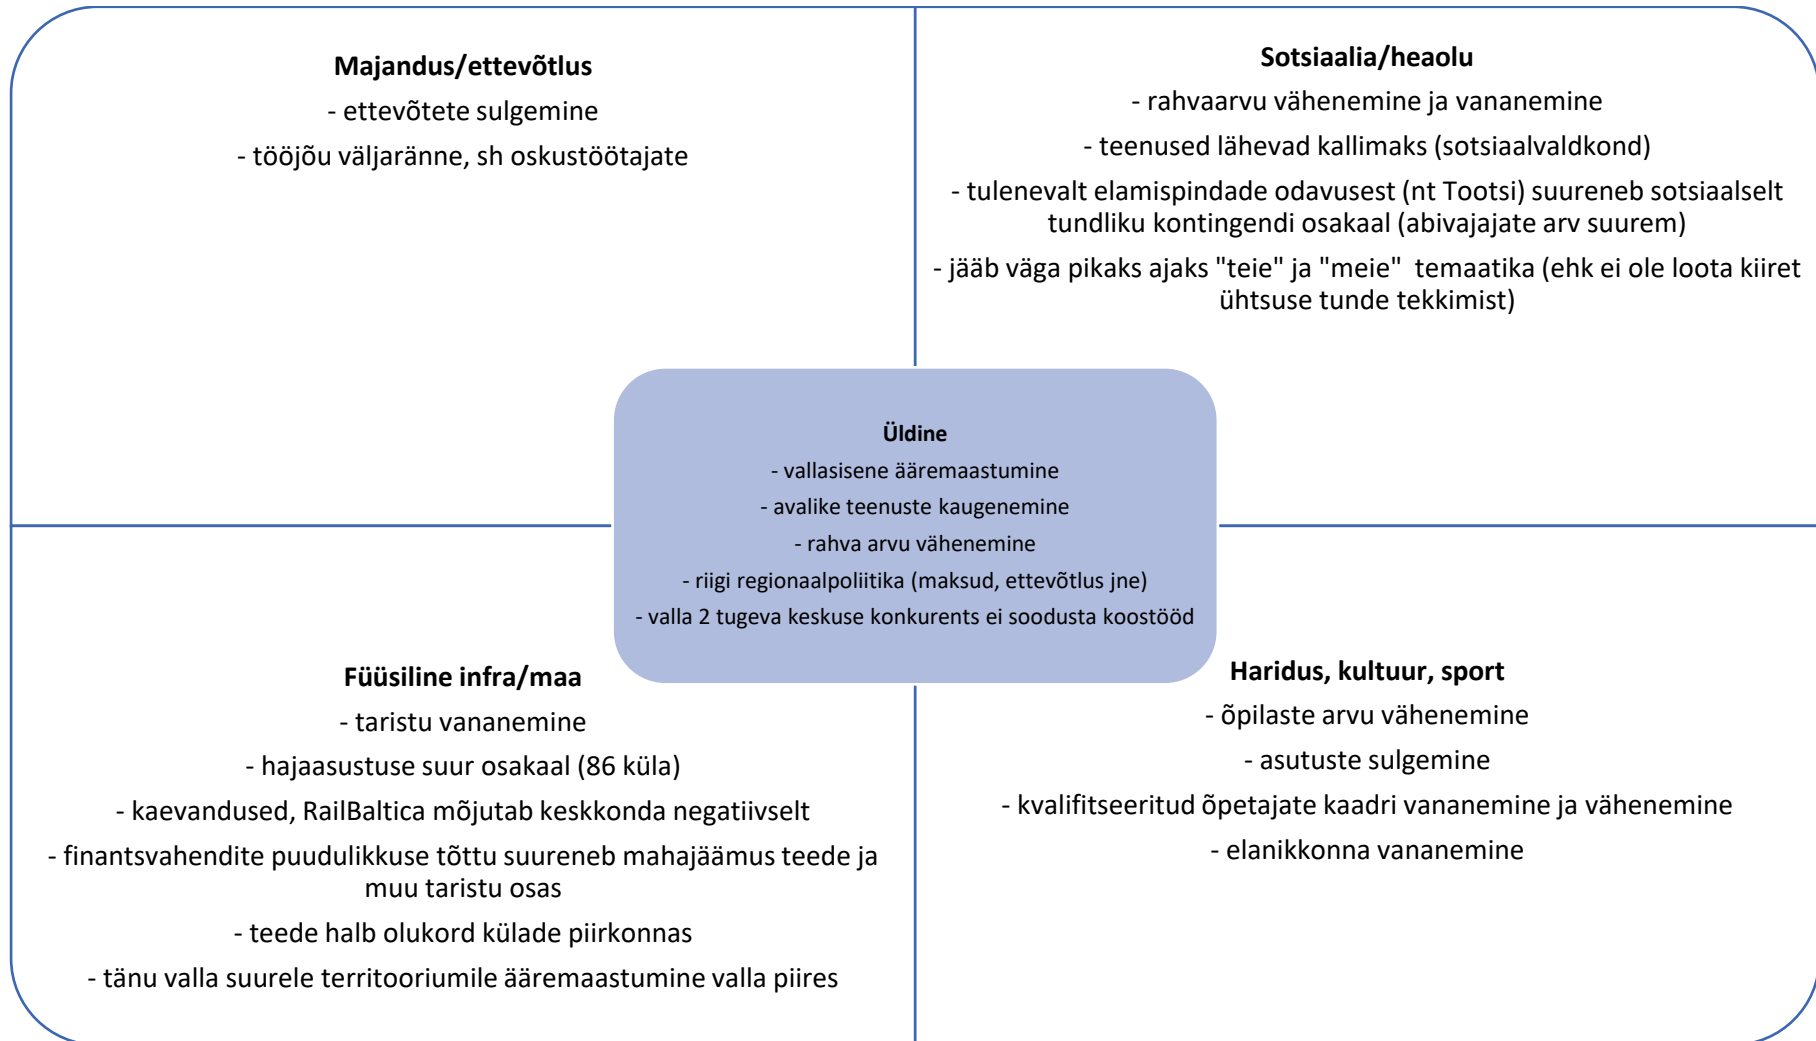 Majandus/ettevõtlus
- ettevõtete sulgemine
- tööjõu väljaränne, sh oskustöötajate
Sotsiaalia/heaolu
- rahvaarvu vähenemine ja vananemine
- teenused lähevad kallimaks (sotsiaalvaldkond)
- tulenevalt elamispindade odavusest (nt Tootsi) suureneb sotsiaalselt
tundliku kontingendi osakaal (abivajajate arv suurem)
- jääb väga pikaks ajaks "teie" ja "meie"  temaatika (ehk ei ole loota kiiret
ühtsuse tunde tekkimist)
Üldine
- vallasisene ääremaastumine
- avalike teenuste kaugenemine
- rahva arvu vähenemine
- riigi regionaalpoliitika (maksud, ettevõtlus jne)
- valla 2 tugeva keskuse konkurents ei soodusta koostööd
Füüsiline infra/maa
- taristu vananemine
- hajaasustuse suur osakaal (86 küla)
- kaevandused, RailBaltica mõjutab keskkonda negatiivselt
- finantsvahendite puudulikkuse tõttu suureneb mahajäämus teede ja
muu taristu osas
- teede halb olukord külade piirkonnas
- tänu valla suurele territooriumile ääremaastumine valla piires
Haridus, kultuur, sport
- õpilaste arvu vähenemine
- asutuste sulgemine
- kvalifitseeritud õpetajate kaadri vananemine ja vähenemine
- elanikkonna vananemine